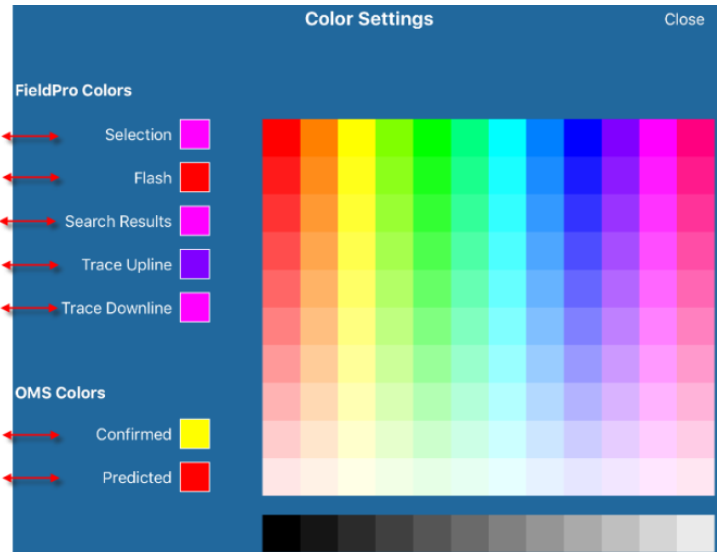 Color Settings
Close
FieldPro Colors
Selection
Flash
Search Results
Trace Upline
Trace Downline
OMS Colors
Confirmed
Predicted